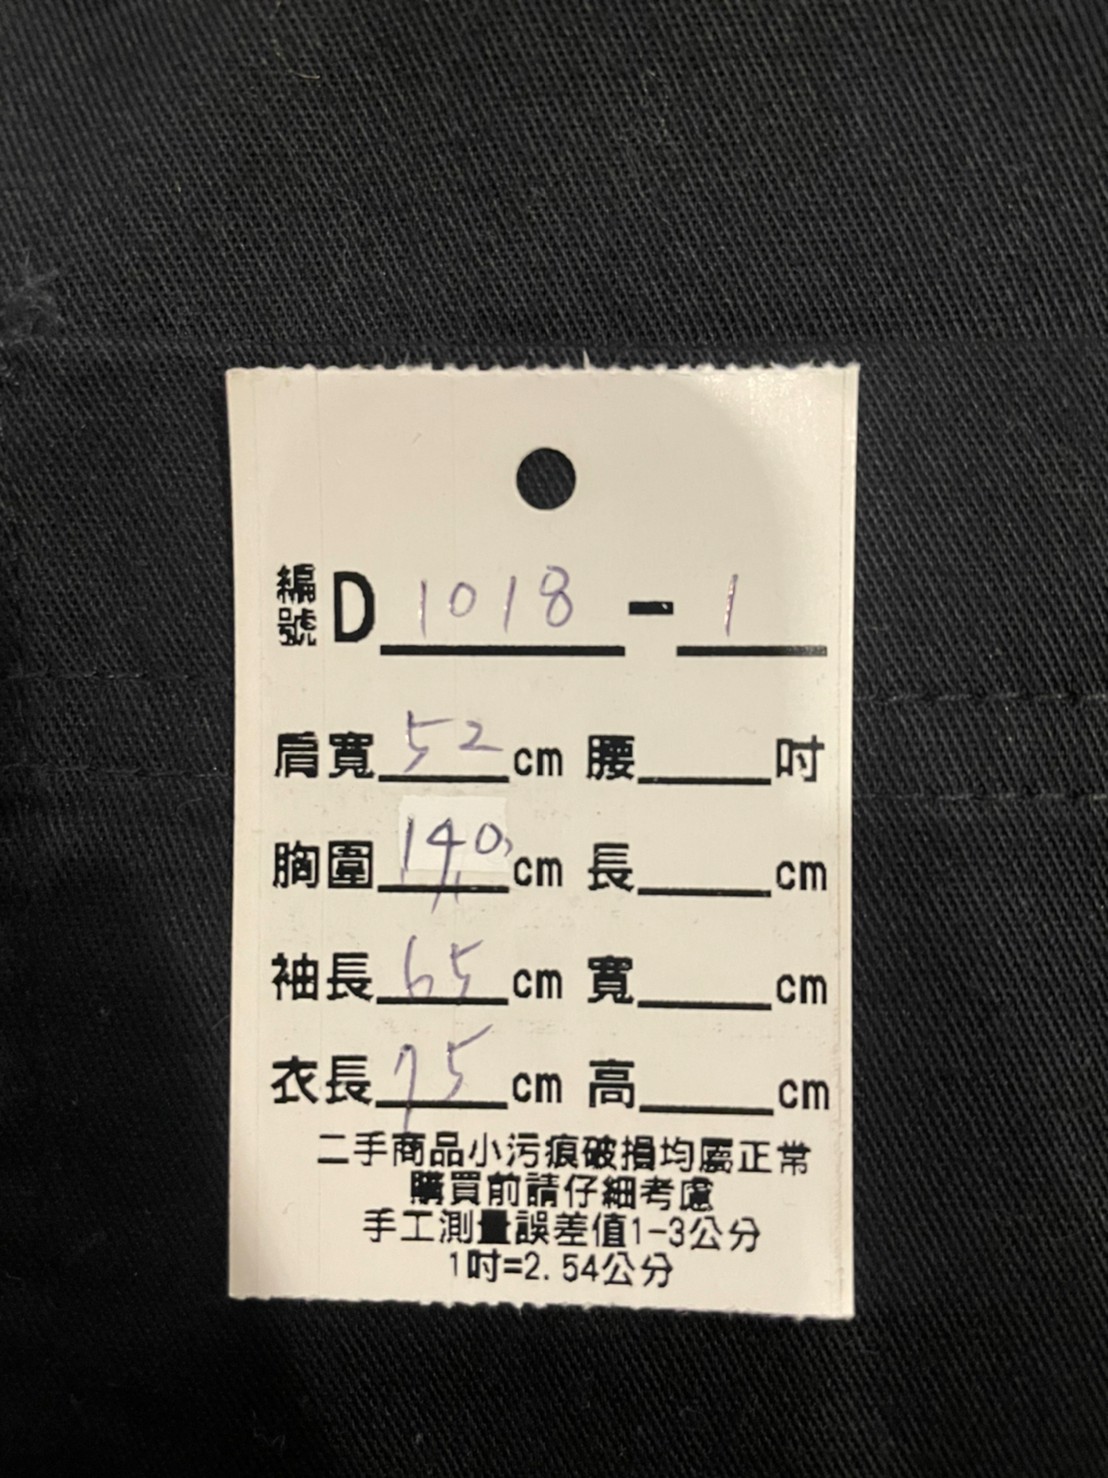 編號 D 1018 - 1
肩寬 52 cm 腰 吋
胸圍 140 cm 長 cm
袖長 65 cm 寬 cm
衣長 75 cm 高 cm
二手商品小污痕破損均屬正常
購買前請仔細考慮
手工測量誤差值1-3公分
1吋=2.54公分